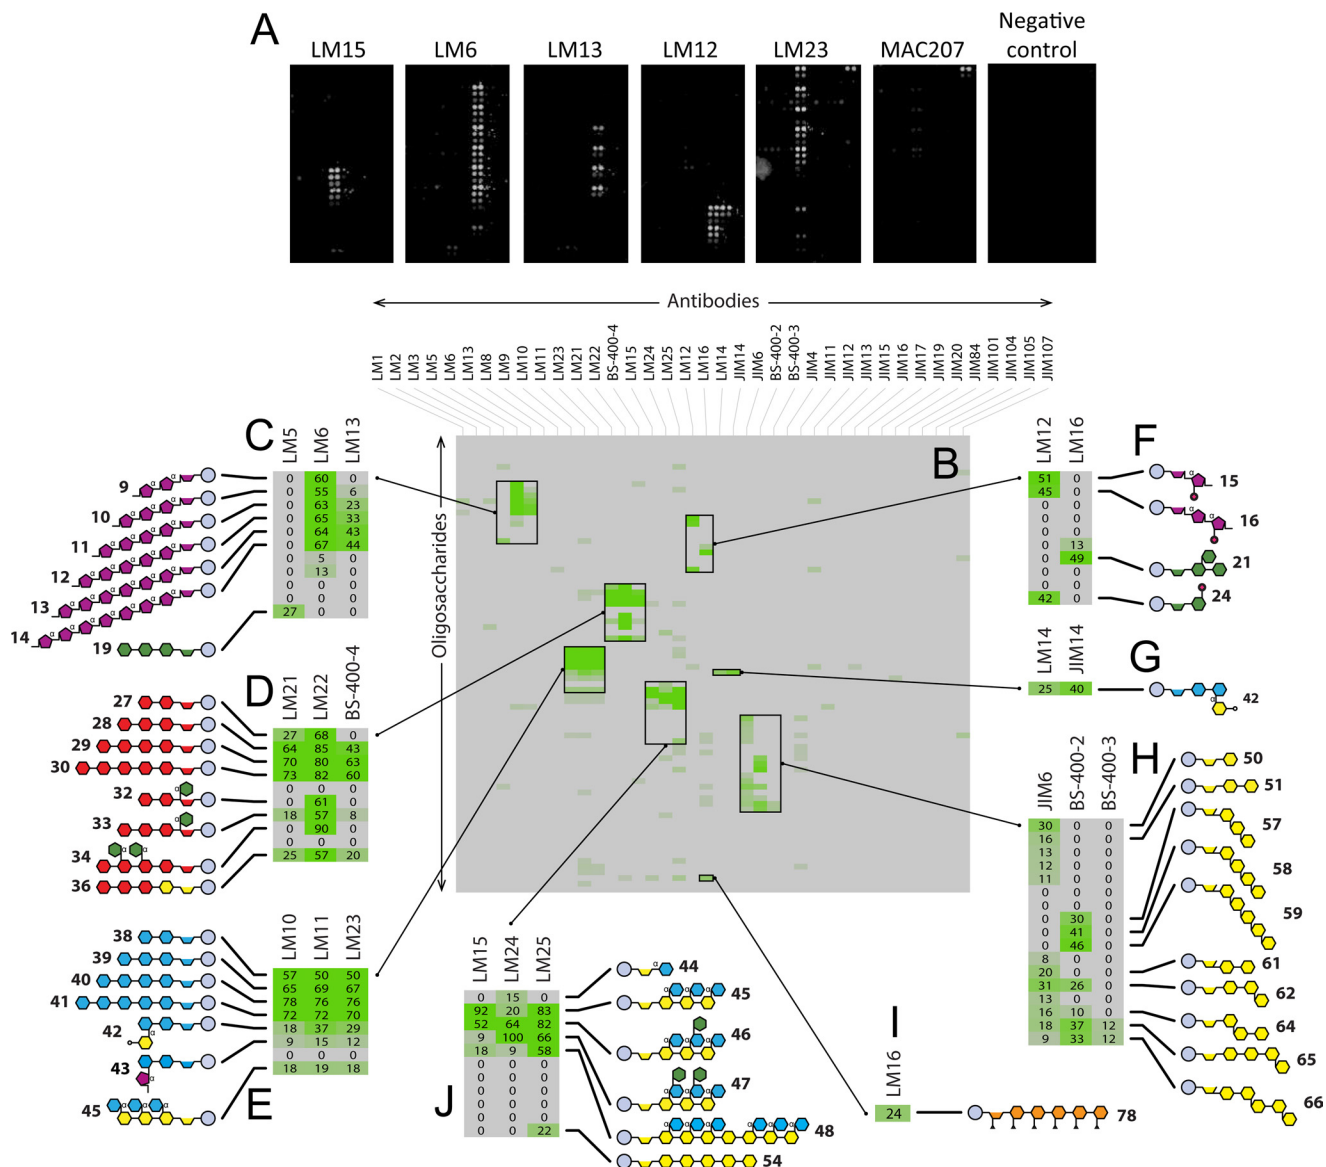 A
LM15
LM6
LM13
LM12
LM23
MAC207
Negative
control
Antibodies
LM1
LM2
LM3
LM5
LM6
LM13
LM8
LM9
LM10
LM11
LM23
LM21
LM22
BS-400-4
LM15
LM24
LM25
LM12
LM16
LM14
JIM14
JIM6
BS-400-2
BS-400-3
JIM4
JIM11
JIM12
JIM13
JIM15
JIM16
JIM17
JIM19
JIM20
JIM84
JIM101
JIM104
JIM105
JIM107
Oligosaccharides
B
C
LM5 LM6 LM13
0 60 0
0 55 6
0 63 23
0 65 33
0 64 43
0 67 44
0 5 0
0 13 0
0 0 0
0 0 0
27 0 0
9
10
11
12
13
14
19
α α α
α α α α
α α α α
α α α α α
α α α α α α
α α α α α α
D
LM21 LM22 BS-400-4
27 68 0
64 85 43
70 80 63
73 82 60
0 0 0
0 61 0
18 57 8
0 90 0
0 0 0
25 57 20
27
28
29
30
32
α
33
α
34
α α
36
E
LM10 LM11 LM23
57 50 50
65 69 67
78 76 76
72 72 70
18 37 29
9 15 12
0 0 0
18 19 18
38
39
40
41
42
α
43
α
45
α α α
F
LM12 LM16
51 0
45 0
0 0
0 0
0 0
0 13
0 49
0 0
0 0
42 0
α
15
α α
16
21
24
G
LM14 JIM14
25 40
42
α
H
JIM6 BS-400-2 BS-400-3
30 0 0
16 0 0
13 0 0
12 0 0
11 0 0
0 0 0
0 0 0
0 30 0
0 41 0
0 46 0
8 0 0
20 0 0
31 26 0
13 0 0
16 10 0
18 37 12
9 33 12
50
51
57
58
59
61
62
64
65
66
I
LM16
24
78
J
LM15 LM24 LM25
0 15 0
92 20 83
52 64 82
9 100 66
18 9 58
0 0 0
0 0 0
0 0 0
0 0 0
0 0 0
0 0 22
α
44
α α α
45
α α α
46
α α α
47
α α α α α α
48
54